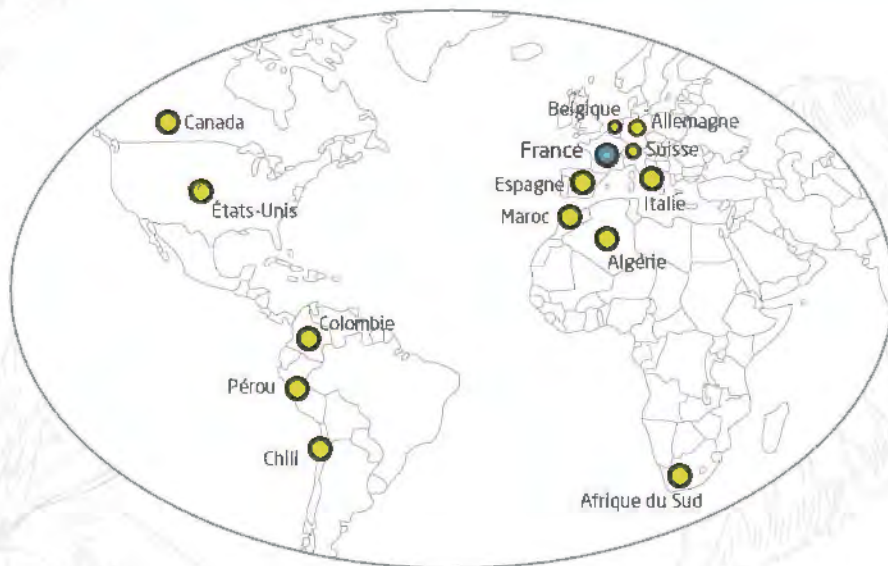 Canada
États-Unis
Colombie
Pérou
Chili
Belgique
Allemagne
France
Suisse
Espagne
Italie
Maroc
Algérie
Afrique du Sud